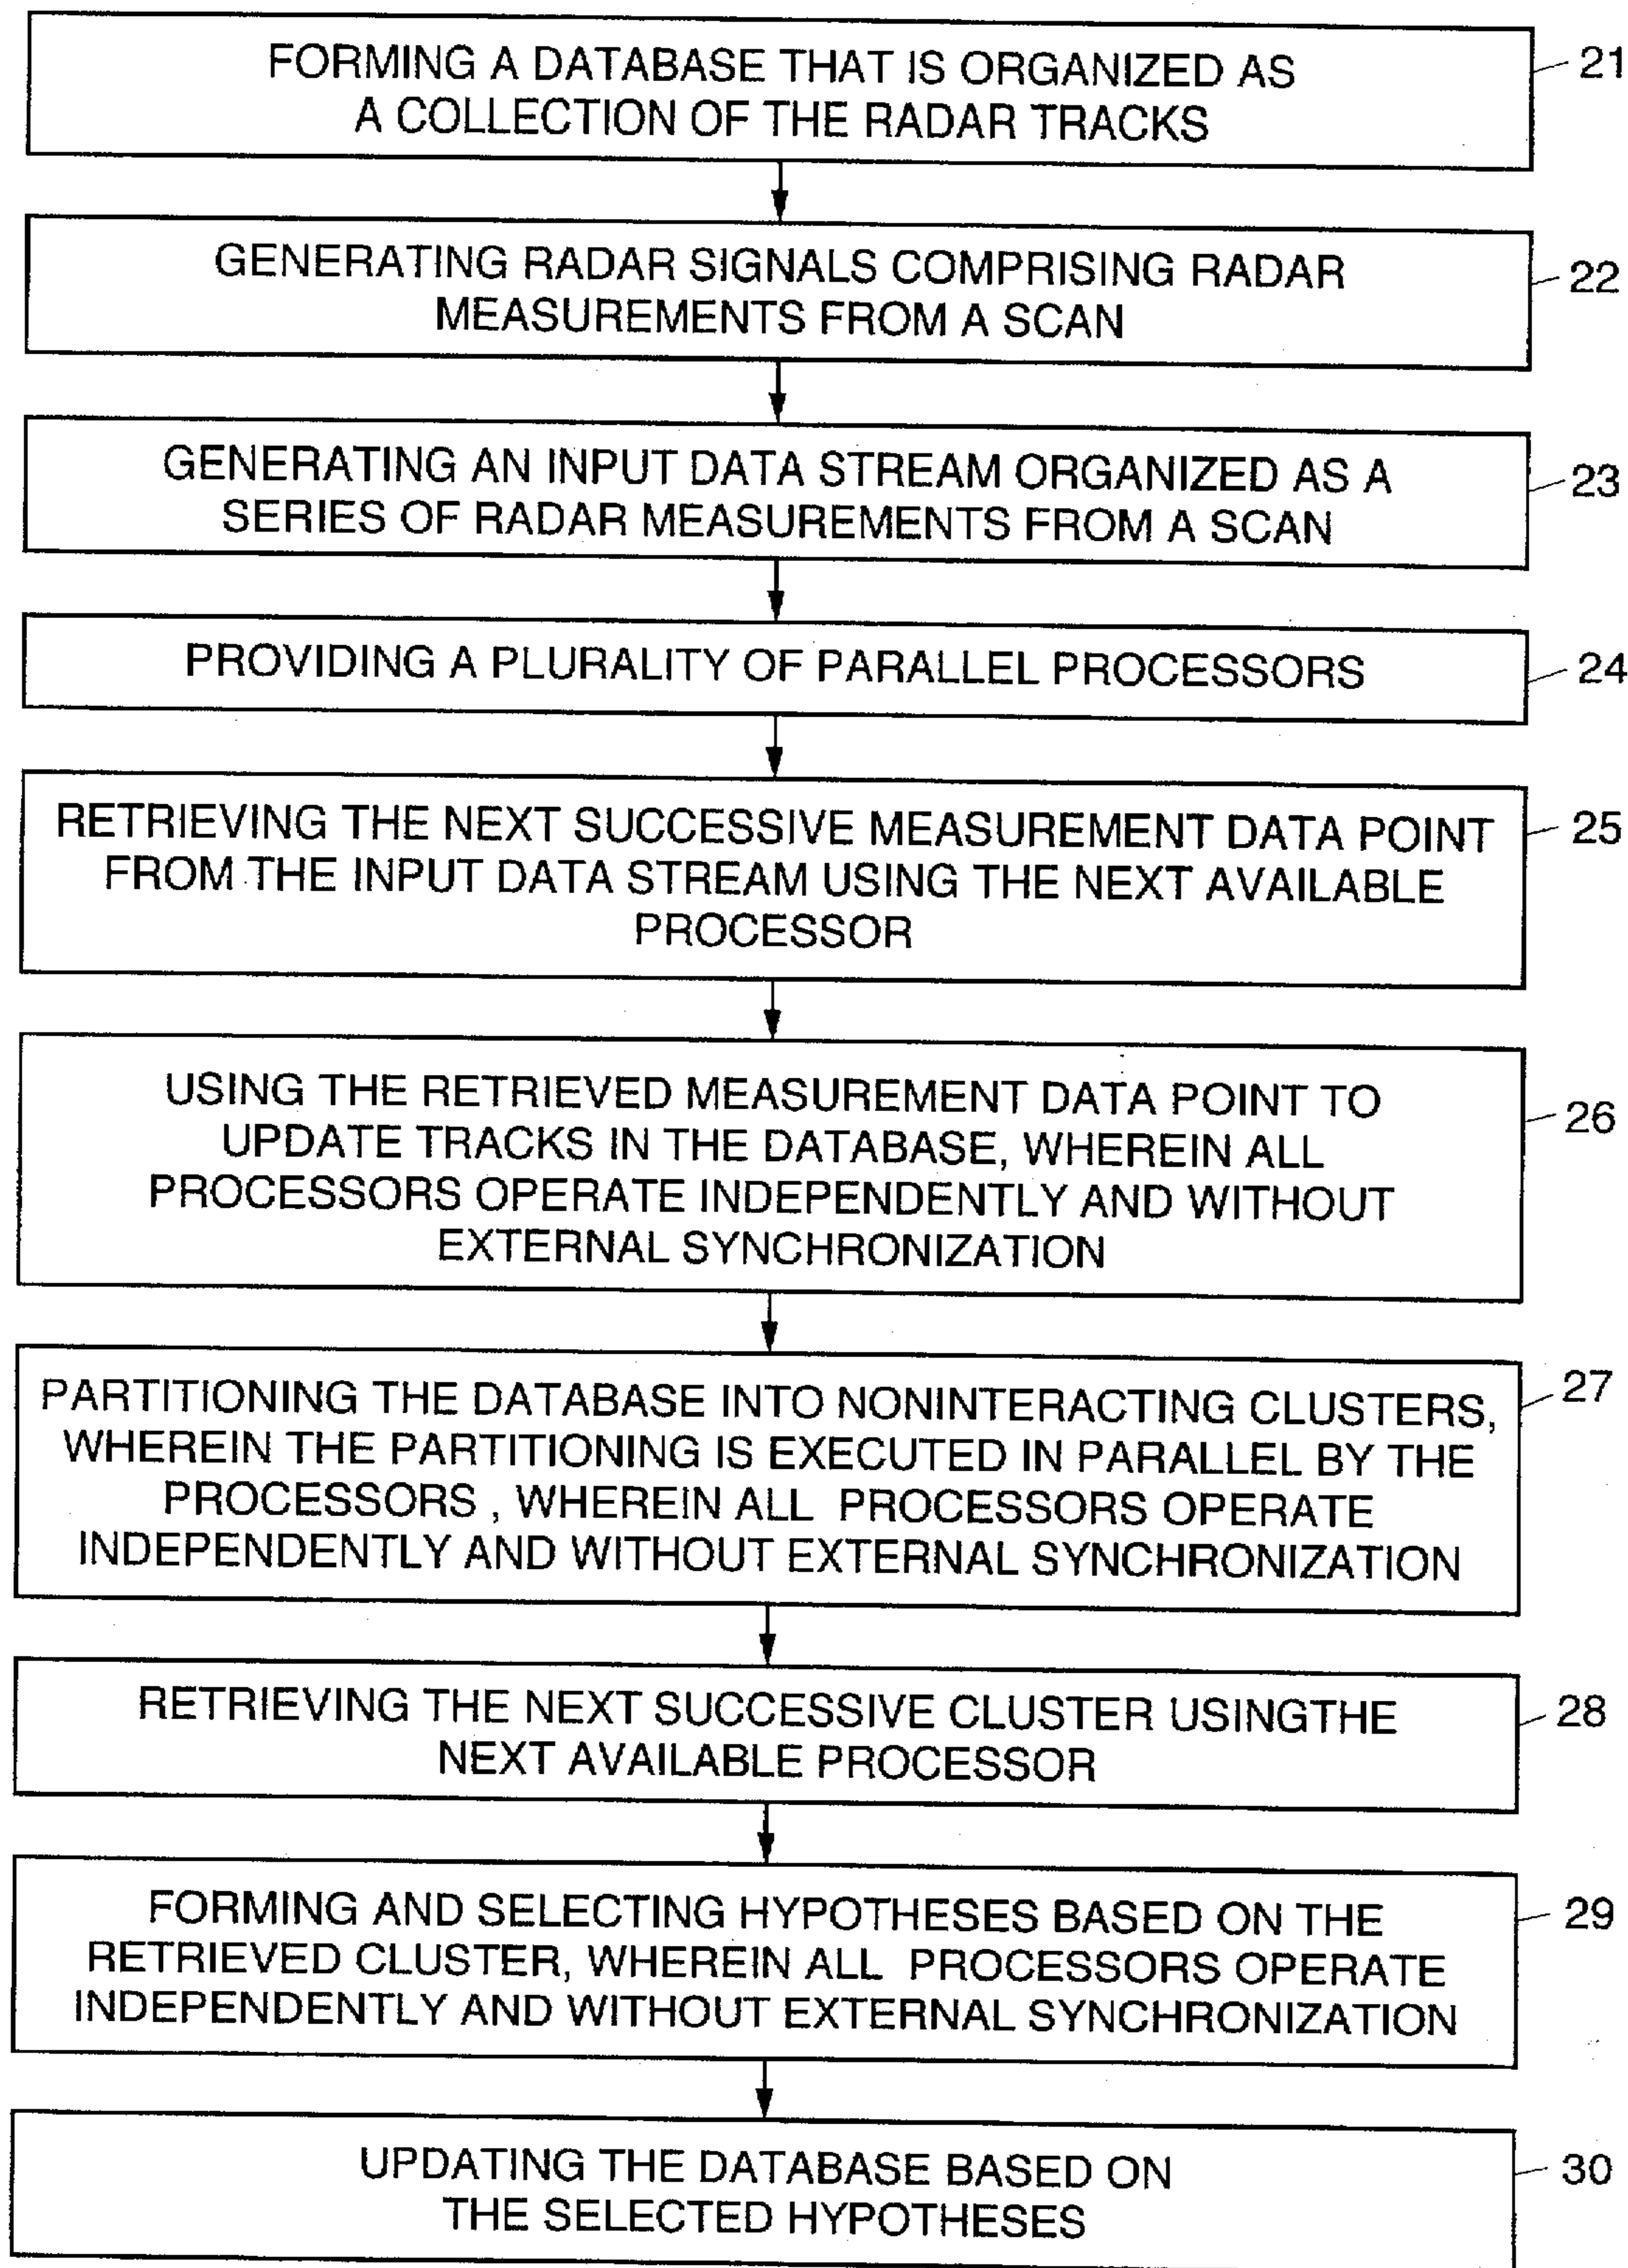 FORMING A DATABASE THAT IS ORGANIZED AS
A COLLECTION OF THE RADAR TRACKS
21
GENERATING RADAR SIGNALS COMPRISING RADAR
MEASUREMENTS FROM A SCAN
22
GENERATING AN INPUT DATA STREAM ORGANIZED AS A
SERIES OF RADAR MEASUREMENTS FROM A SCAN
23
PROVIDING A PLURALITY OF PARALLEL PROCESSORS
24
RETRIEVING THE NEXT SUCCESSIVE MEASUREMENT DATA POINT
FROM THE INPUT DATA STREAM USING THE NEXT AVAILABLE
PROCESSOR
25
USING THE RETRIEVED MEASUREMENT DATA POINT TO
UPDATE TRACKS IN THE DATABASE, WHEREIN ALL
PROCESSORS OPERATE INDEPENDENTLY AND WITHOUT
EXTERNAL SYNCHRONIZATION
26
PARTITIONING THE DATABASE INTO NONINTERACTING CLUSTERS,
WHEREIN THE PARTITIONING IS EXECUTED IN PARALLEL BY THE
PROCESSORS , WHEREIN ALL PROCESSORS OPERATE
INDEPENDENTLY AND WITHOUT EXTERNAL SYNCHRONIZATION
27
RETRIEVING THE NEXT SUCCESSIVE CLUSTER USINGTHE
NEXT AVAILABLE PROCESSOR
28
FORMING AND SELECTING HYPOTHESES BASED ON THE
RETRIEVED CLUSTER, WHEREIN ALL PROCESSORS OPERATE
INDEPENDENTLY AND WITHOUT EXTERNAL SYNCHRONIZATION
29
UPDATING THE DATABASE BASED ON
THE SELECTED HYPOTHESES
30